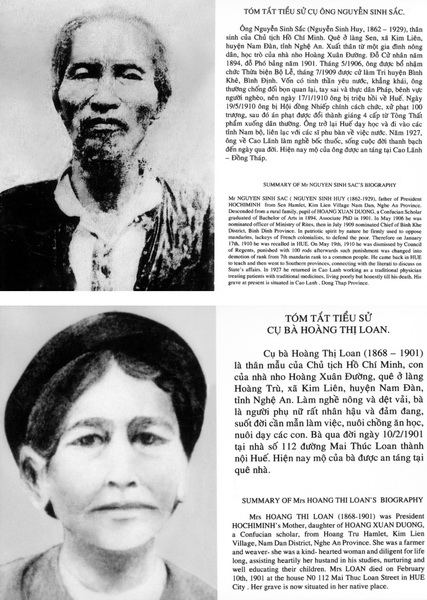 TÓM TẮT TIỂU SỬ CỤ ÔNG NGUYỄN SINH SẮC.
Ông Nguyễn Sinh Sắc (Nguyễn Sinh Huy, 1862 – 1929), thân
sinh của Chủ tịch Hồ Chí Minh. Quê ở làng Sen, xã Kim Liên,
huyện Nam Đàn, tỉnh Nghệ An. Xuất thân từ một gia đình nông
dân, học trò của nhà nho Hoàng Xuân Đường. Đỗ Cử nhân năm
1894, đỗ Phó bảng năm 1901. Tháng 5/1906, ông được bổ nhậm
chức Thừa biện Bộ Lễ, tháng 7/1909 được cử làm Tri huyện Bình
Khê, Bình Định. Vốn có tinh thần yêu nước, khẳng khái, ông
thường chống đối bọn quan lại, tay sai và thực dân Pháp, bênh vực
người nghèo, nên ngày 17/1/1910 ông bị triệu hồi về Huế. Ngày
19/5/1910 ông bị Hội đồng Nhiếp chính cách chức, xử phạt 100
trượng, sau đó án phạt được đổi thành giáng 4 cấp từ Tòng Thất
phẩm xuống dân thường. Ông trở lại Huế dạy học và đi vào các
tỉnh Nam bộ, liên lạc với các sĩ phu bàn về việc nước. Năm 1927,
ông về Cao Lãnh làm nghề bốc thuốc, sống cuộc đời thanh bạch
đến ngày qua đời. Hiện nay mộ của ông được an táng tại Cao Lãnh
– Đồng Tháp.
SUMMARY OF Mr NGUYEN SINH SAC'S BIOGRAPHY
Mr NGUYEN SINH SAC ( NGUYEN SINH HUY (1862-1929), father of President
HOCHIMINH from Sen Hamlet, Kim Lien Village Nam Dan, Nghe An Province.
Descended from a rural family, pupil of HOANG XUAN DUONG, a Confucian Scholar
graduated of Bachelor of Arts in 1894, Associate PhD in 1901. In May 1906 he was
nominated officer of Ministry of Rites, then in July 1909 nominated Chief of Binh Khe
District, Binh Dinh Province. In patriotic spirit by nature he firmly used to oppose
mandarins, lackeys of French colonialists, to defend the poor. Therefore on January
17th, 1910 he was recalled in HUE. On May 19th, 1910 he was dismissed by Council
of Regents, punished with 100 rods afterwards such punishment was changed into
demotion of rank from 7th mandarin rank to a common people. He came back in HUE
to teach and then went to Southern provinces, connecting with the literati to discuss on
State's affairs. In 1927 he returned in Cao Lanh working as a traditional physician
treating patients with traditional medicines, living poorly but honestly till his death. His
grave at present is situated in Cao Lanh , Dong Thap Province.
TÓM TẮT TIỂU SỬ
CỤ BÀ HOÀNG THỊ LOAN.
Cụ bà Hoàng Thị Loan (1868 – 1901)
là thân mẫu của Chủ tịch Hồ Chí Minh, con
của nhà nho Hoàng Xuân Đường, quê ở làng
Hoàng Trù, xã Kim Liên, huyện Nam Đàn,
tỉnh Nghệ An. Làm nghề nông và dệt vải, bà
là người phụ nữ rất nhân hậu và đảm đang,
suốt đời cần mẫn làm việc, nuôi chồng ăn học,
nuôi dạy các con. Bà qua đời ngày 10/2/1901
tại nhà số 112 đường Mai Thúc Loan thành
nội Huế. Hiện nay mộ của bà được an táng tại
quê nhà.
SUMMARY OF Mrs HOANG THI LOAN'S BIOGRAPHY
Mrs HOANG THI LOAN (1868-1901) was President
HOCHIMINH's Mother, daughter of HOANG XUAN DUONG,
a Confucian scholar, from Hoang Tru Hamlet, Kim Lien
Village, Nam Dan District, Nghe An Province. She was a farmer
and weaver- she was a kind- hearted woman and diligent for life
long, assisting heartily her husband in his studies, nurturing and
well educating their children. Mrs LOAN died on February
10th, 1901 at the house N0 112 Mai Thuc Loan Street in HUE
City . Her grave is now situated in her native place.